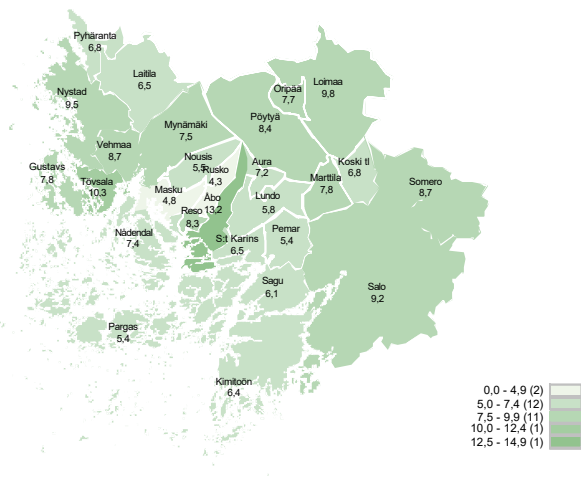 Pyhäranta
6,8
Laitila
6,5
Nystad
9,5
Oripää
7,7
Loimaa
9,8
Pöytyä
8,4
Mynämäki
7,5
Vehmaa
8,7
Gustavs
7,8
Tövsala
10,3
Nousis
5,5
Rusko
4,3
Aura
7,2
Koski tl
6,8
Marttila
7,8
Somero
8,7
Masku
4,8
Åbo
13,2
Lundo
5,8
Reso
8,3
Nådendal
7,4
S:t Karins
6,5
Pemar
5,4
Sagu
6,1
Salo
9,2
Pargas
5,4
Kimitoön
6,4
0,0 - 4,9 (2)
5,0 - 7,4 (12)
7,5 - 9,9 (11)
10,0 - 12,4 (1)
12,5 - 14,9 (1)